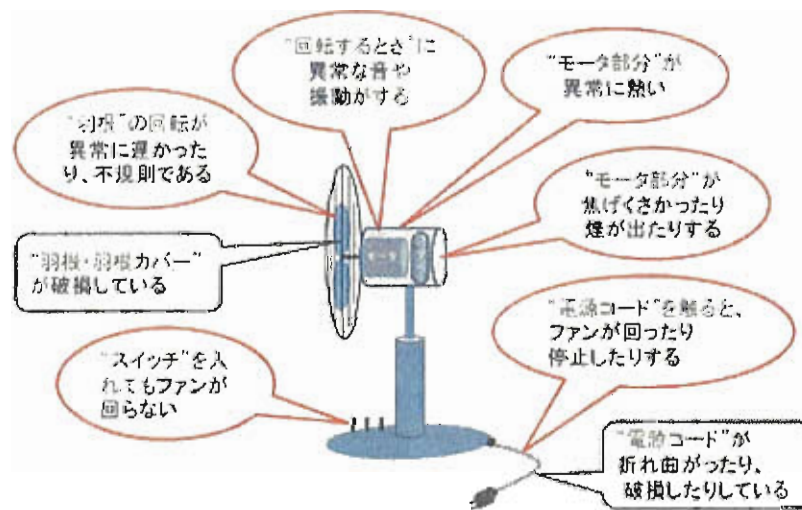 “回転するとき”に
異常な音や
振動がする
“モータ部分”が
異常に熱い
“羽根”の回転が
異常に遅かった
り、不規則である
“モータ部分”が
焦げくさかったり
煙が出たりする
“羽根・羽根カバー”
が破損している
“電源コード”を触ると、
ファンが回ったり
停止したりする
“スイッチ”を入
れてもファンが
回らない
“電源コード”が
折れ曲がったり、
破損したりしている